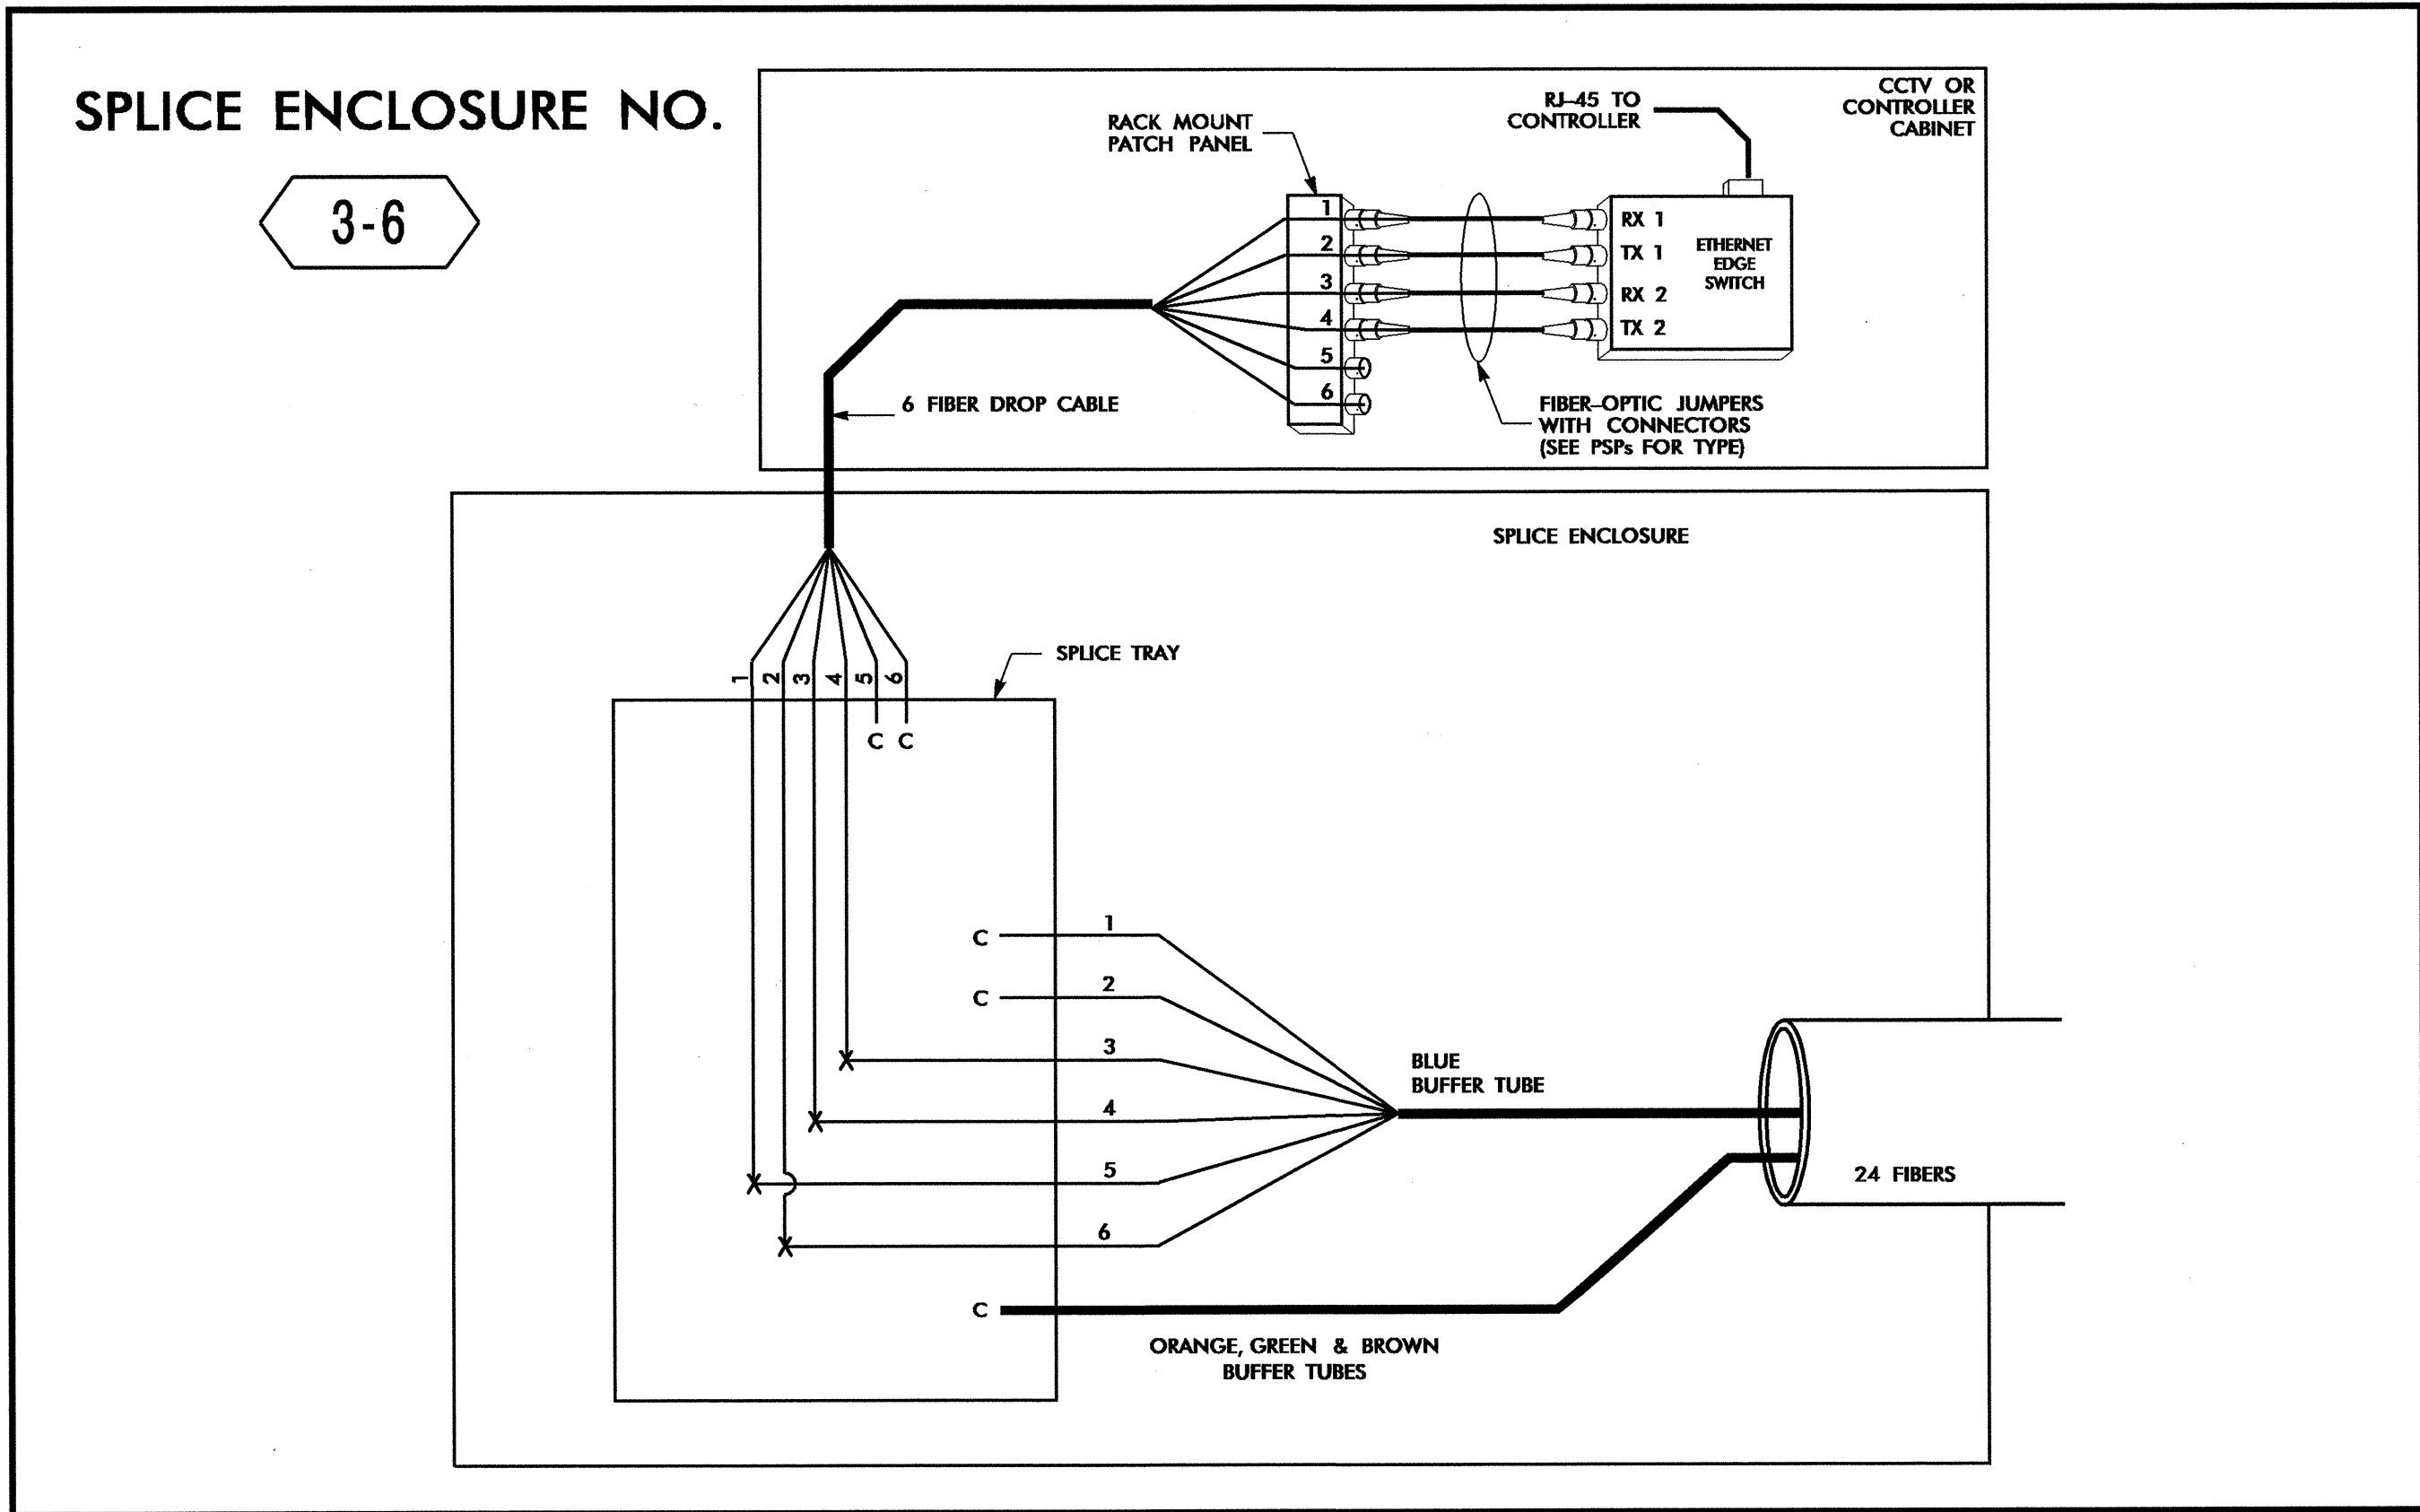 SPLICE ENCLOSURE NO.
3-6
CCTV OR
CONTROLLER
CABINET
RJ-45 TO
CONTROLLER
RACK MOUNT
PATCH PANEL
1
2
3
4
5
6
RX 1
TX 1
RX 2
TX 2
ETHERNET
EDGE
SWITCH
6 FIBER DROP CABLE
FIBER-OPTIC JUMPERS
WITH CONNECTORS
(SEE PSPs FOR TYPE)
SPLICE ENCLOSURE
SPLICE TRAY
1 2 3 4 5 6
C C
C 1
C 2
3
4
5
6
BLUE
BUFFER TUBE
24 FIBERS
C
ORANGE, GREEN & BROWN
BUFFER TUBES